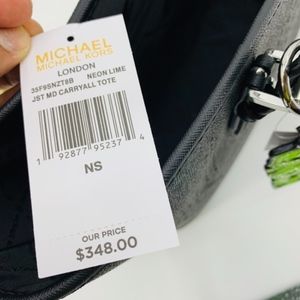 MICHAEL
MICHAEL KORS
LONDON
35F9SNZT9B NEON LIME
JST MD CARRYALL TOTE
1 92877 95237 4
NS
OUR PRICE
$348.00